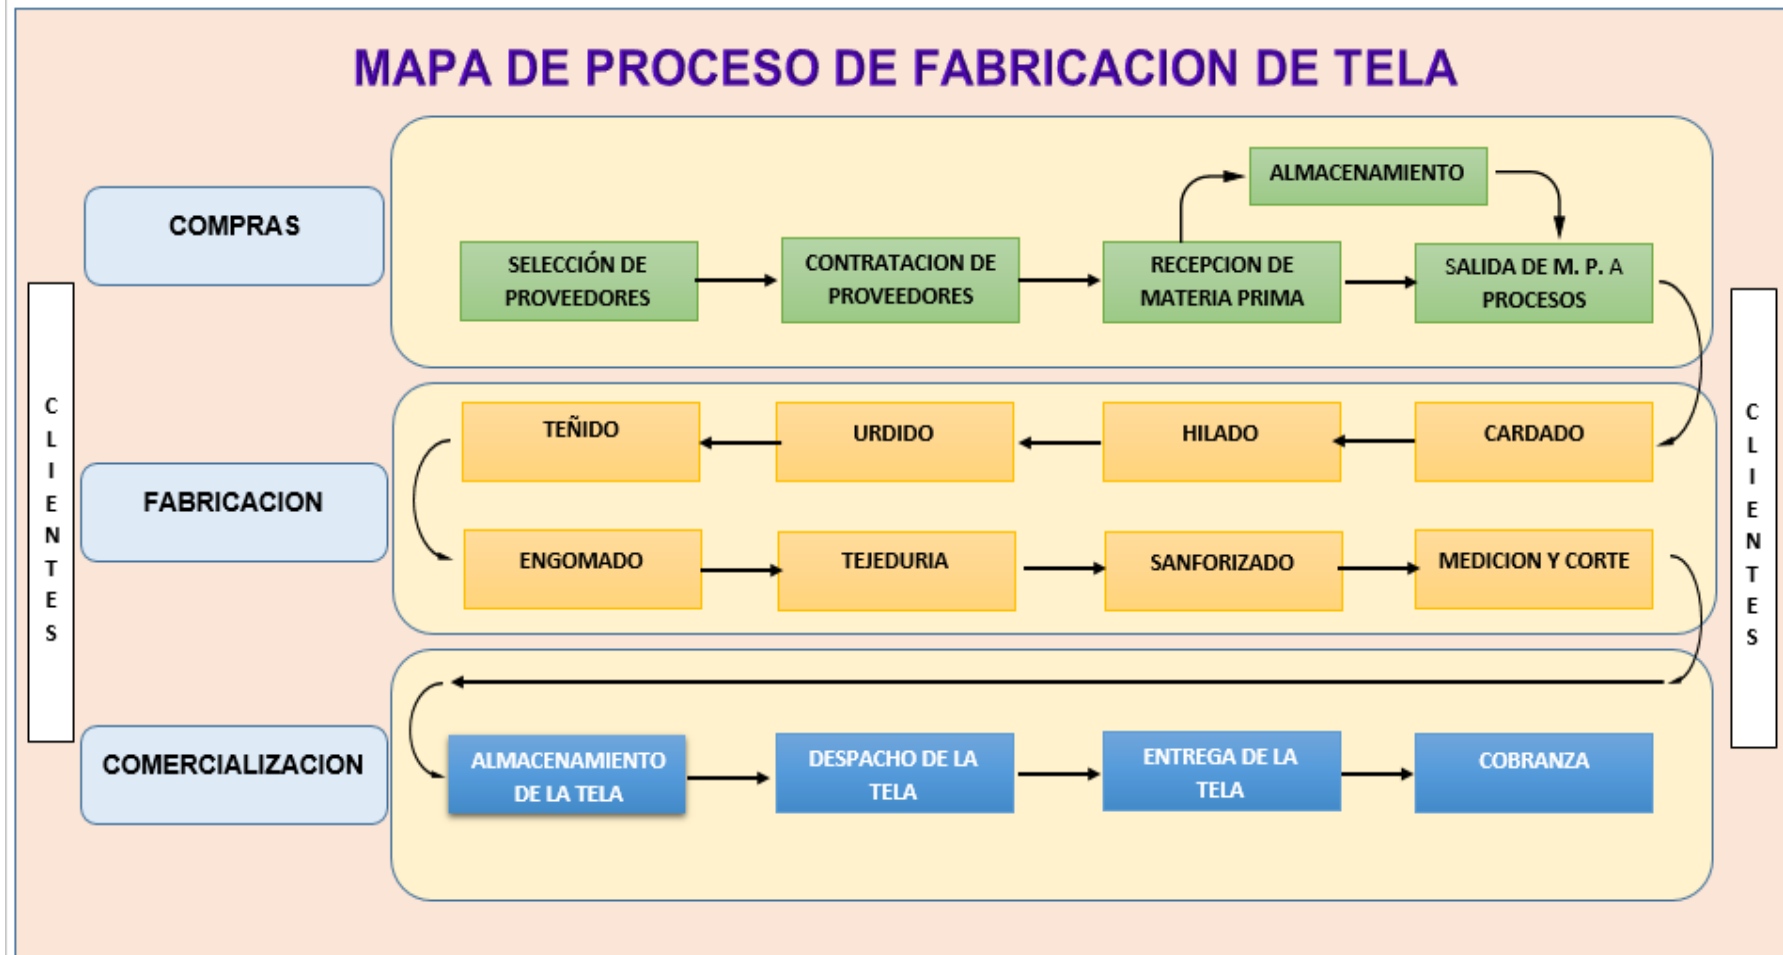 MAPA DE PROCESO DE FABRICACION DE TELA
COMPRAS
ALMACENAMIENTO
SELECCIÓN DE
PROVEEDORES
CONTRATACION DE
PROVEEDORES
RECEPCION DE
MATERIA PRIMA
SALIDA DE M. P. A
PROCESOS
CLIENTES
FABRICACION
TEÑIDO
URDIDO
HILADO
CARDADO
ENGOMADO
TEJEDURIA
SANFORIZADO
MEDICION Y CORTE
CLIENTES
COMERCIALIZACION
ALMACENAMIENTO
DE LA TELA
DESPACHO DE LA
TELA
ENTREGA DE LA
TELA
COBRANZA